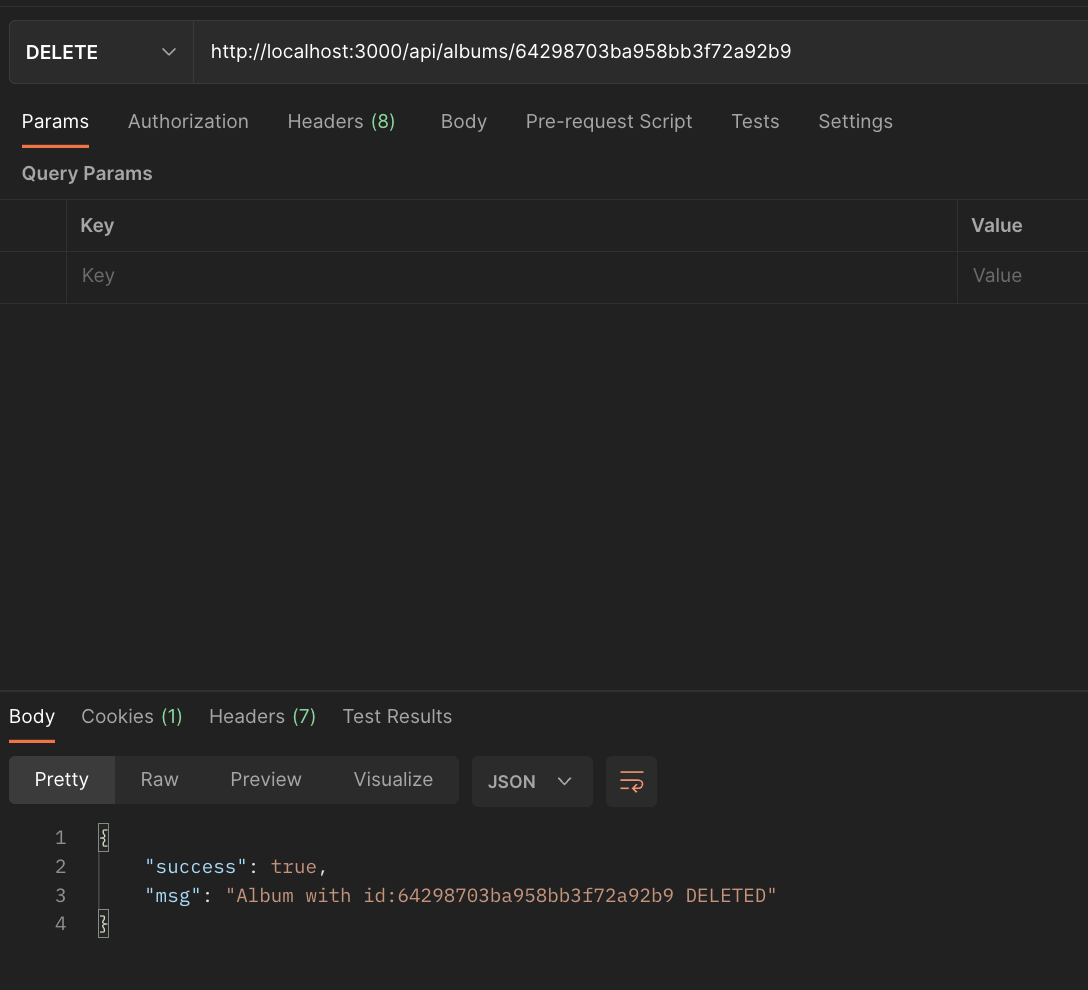 DELETE http://localhost:3000/api/albums/64298703ba958bb3f72a92b9
Params Authorization Headers (8) Body Pre-request Script Tests Settings
Query Params
Key Value
Key Value
Body Cookies (1) Headers (7) Test Results
Pretty Raw Preview Visualize JSON
1 {
2 "success": true,
3 "msg": "Album with id:64298703ba958bb3f72a92b9 DELETED"
4 }